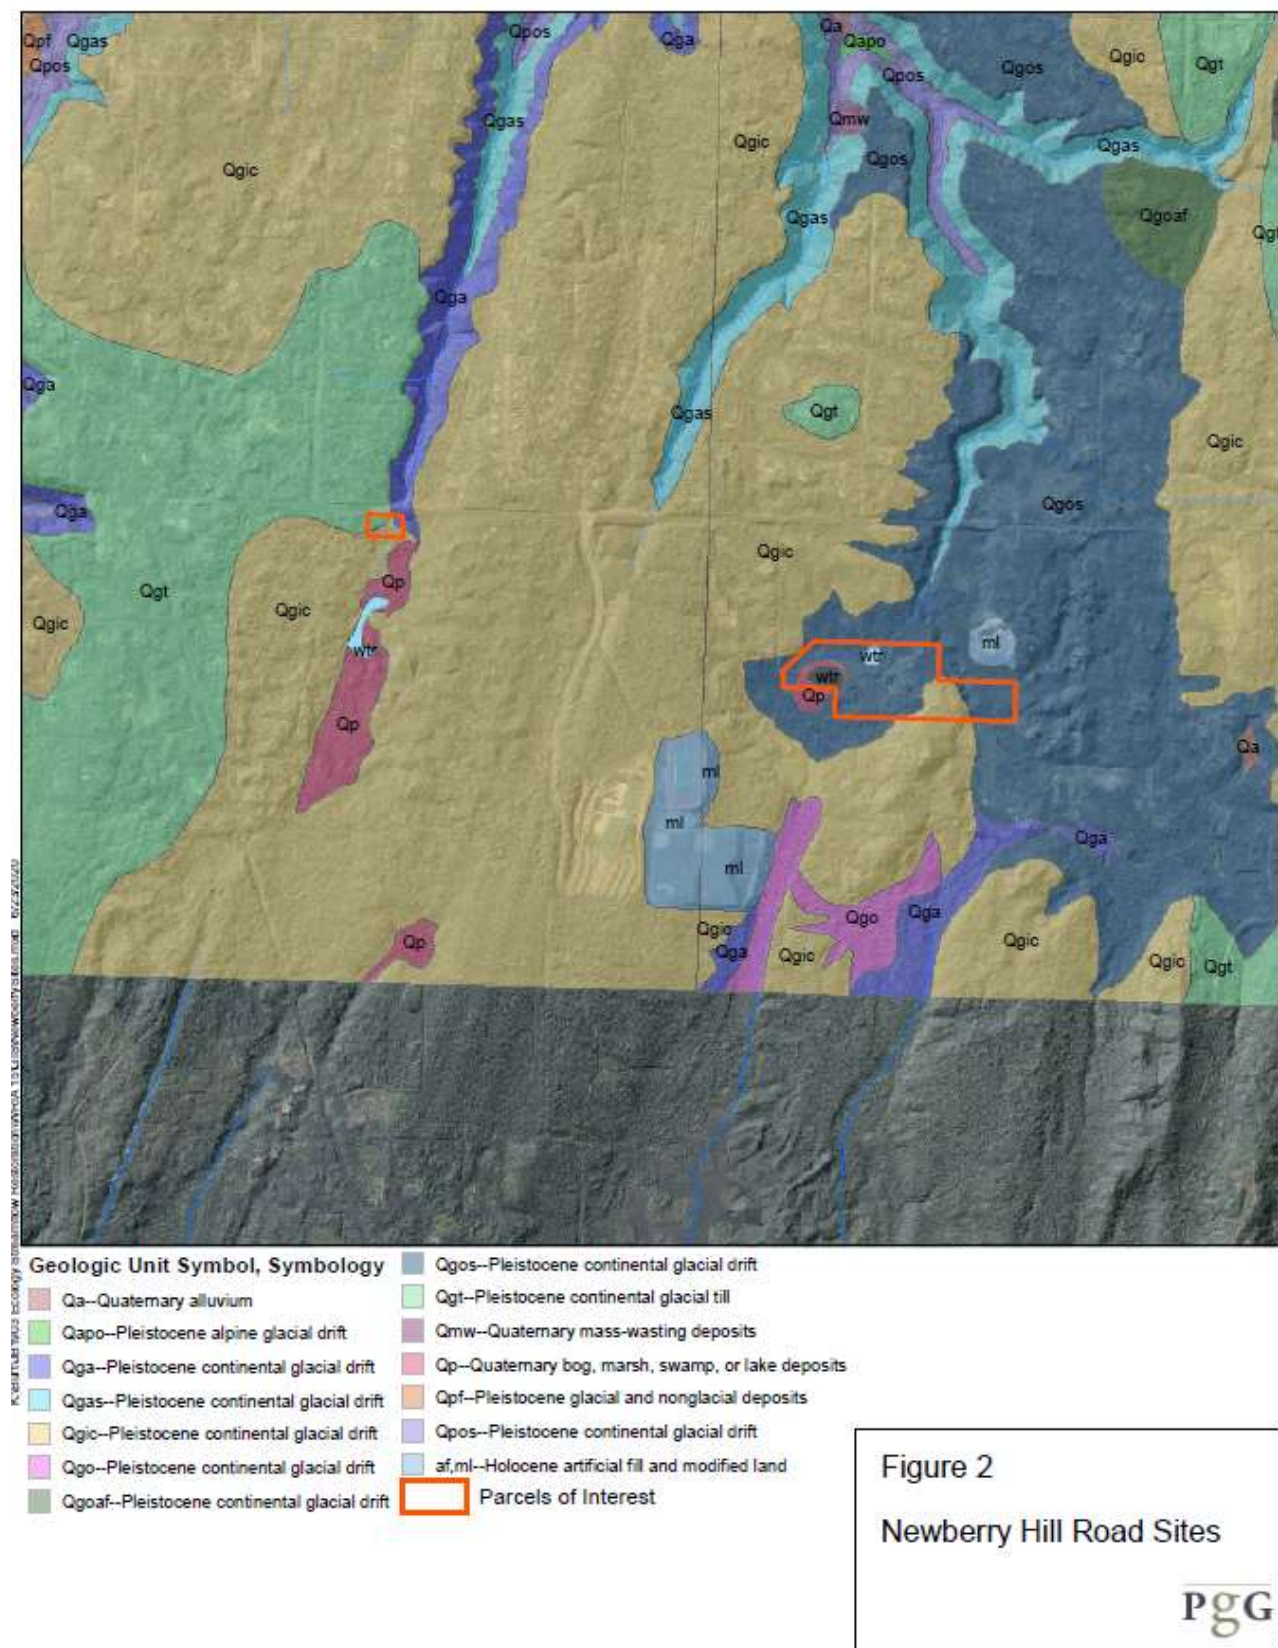 Qpf Qgas Qpos Qga Qa Qapo Qgos Qgic Qgt
Qpos Qpos
Qgas Qmw Qgic Qgas
Qgic Qgos
Qgas Qgoaf
Qgt
Qga
Qga Qgas Qgt
Qgic
Qga Qgos
Qgic
Qgt Qgic Qp
Qgic
wtr wtr ml
wtr
Qp Qp
Qa
ml
ml Qga
ml
Qgic Qgo Qga
Qp Qga Qgic Qgic Qgic Qgt
6/23/2020
Geologic Unit Symbol, Symbology
Qa--Quaternary alluvium
Qapo--Pleistocene alpine glacial drift
Qga--Pleistocene continental glacial drift
Qgas--Pleistocene continental glacial drift
Qgic--Pleistocene continental glacial drift
Qgo--Pleistocene continental glacial drift
Qgoaf--Pleistocene continental glacial drift
Qgos--Pleistocene continental glacial drift
Qgt--Pleistocene continental glacial till
Qmw--Quaternary mass-wasting deposits
Qp--Quaternary bog, marsh, swamp, or lake deposits
Qpf--Pleistocene glacial and nonglacial deposits
Qpos--Pleistocene continental glacial drift
af,ml--Holocene artificial fill and modified land
Parcels of Interest
Figure 2
Newberry Hill Road Sites
PgG